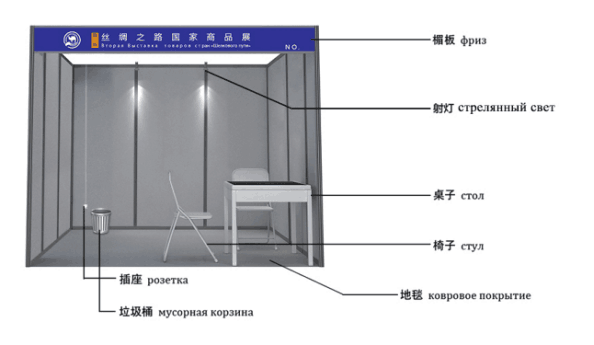 丝绸之路国家商品展
Вторая Выставка товаров стран «Шелкового пути»
NO.
楣板 фриз
射灯 стрелянный свет
桌子 стол
椅子 стул
地毯 ковровое покрытие
插座 розетка
垃圾桶 мусорная корзина